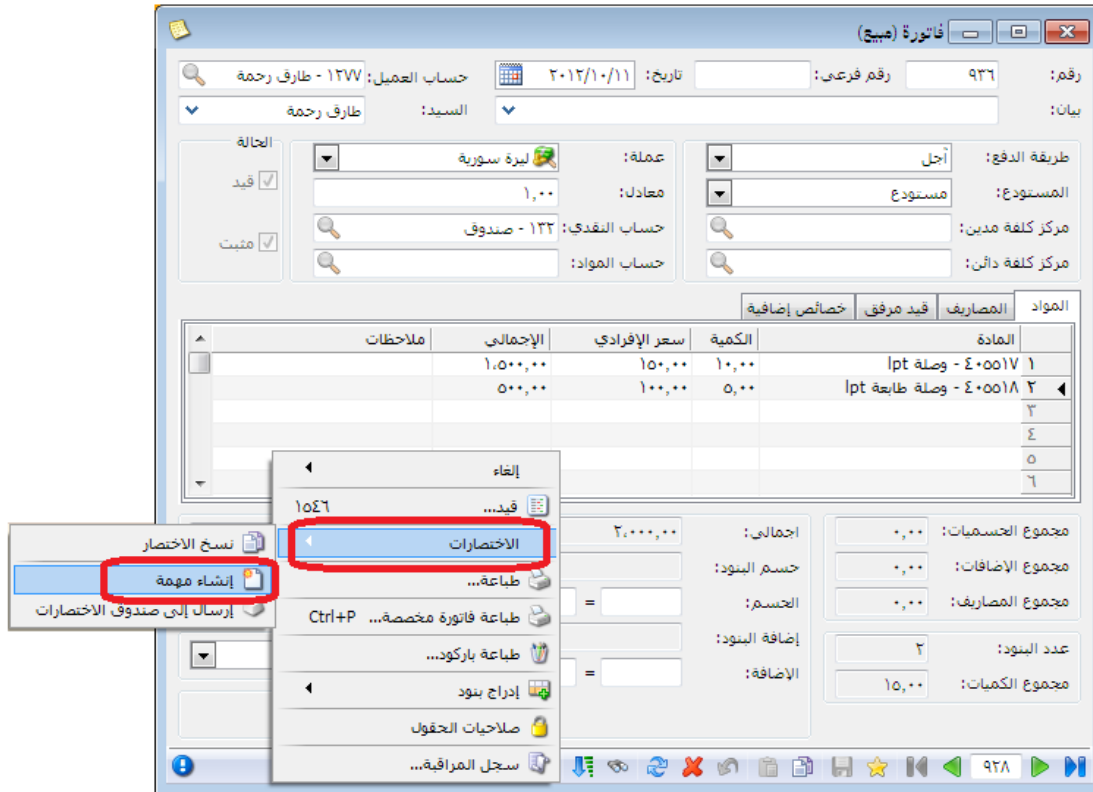 فاتورة (مبيع)
رقم: ٩٣٦ رقم فرعي: تاريخ: ٢٠١٢/١٠/١١ حساب العميل: ١٢٧٧ - طارق رحمة
بيان: السيد: طارق رحمة
الحالة
طريقة الدفع: آجل عملة: ليرة سورية
قيد
المستودع: مستودع معادل: ١,٠٠
مركز كلفة مدين: حساب النقدي: ١٣٢ - صندوق
مثبت
مركز كلفة دائن: حساب المواد:
المواد المصاريف قيد مرفق خصائص إضافية
المادة الكمية سعر الإفرادي الإجمالي ملاحظات
١ ٤٠٥٥١٧ - وصلة lpt ١٠,٠٠ ١٥٠,٠٠ ١,٥٠٠,٠٠
٢ ٤٠٥٥١٨ - وصلة طابعة lpt ٥,٠٠ ١٠٠,٠٠ ٥٠٠,٠٠
٣
٤
٥
٦
إلغاء
قيد... ١٥٤٦
الاختصارات
طباعة...
طباعة فاتورة مخصصة... Ctrl+P
طباعة باركود...
إدراج بنود
صلاحيات الحقول
سجل المراقبة...
نسخ الاختصار
إنشاء مهمة
إرسال إلى صندوق الاختصارات
مجموع الحسميات: ٠,٠٠ اجمالي: ٢,٠٠٠,٠٠
مجموع الإضافات: ٠,٠٠ حسم البنود:
مجموع المصاريف: ٠,٠٠ الحسم: =
عدد البنود: ٢ إضافة البنود:
مجموع الكميات: ١٥,٠٠ الإضافة: =
٩٢٨